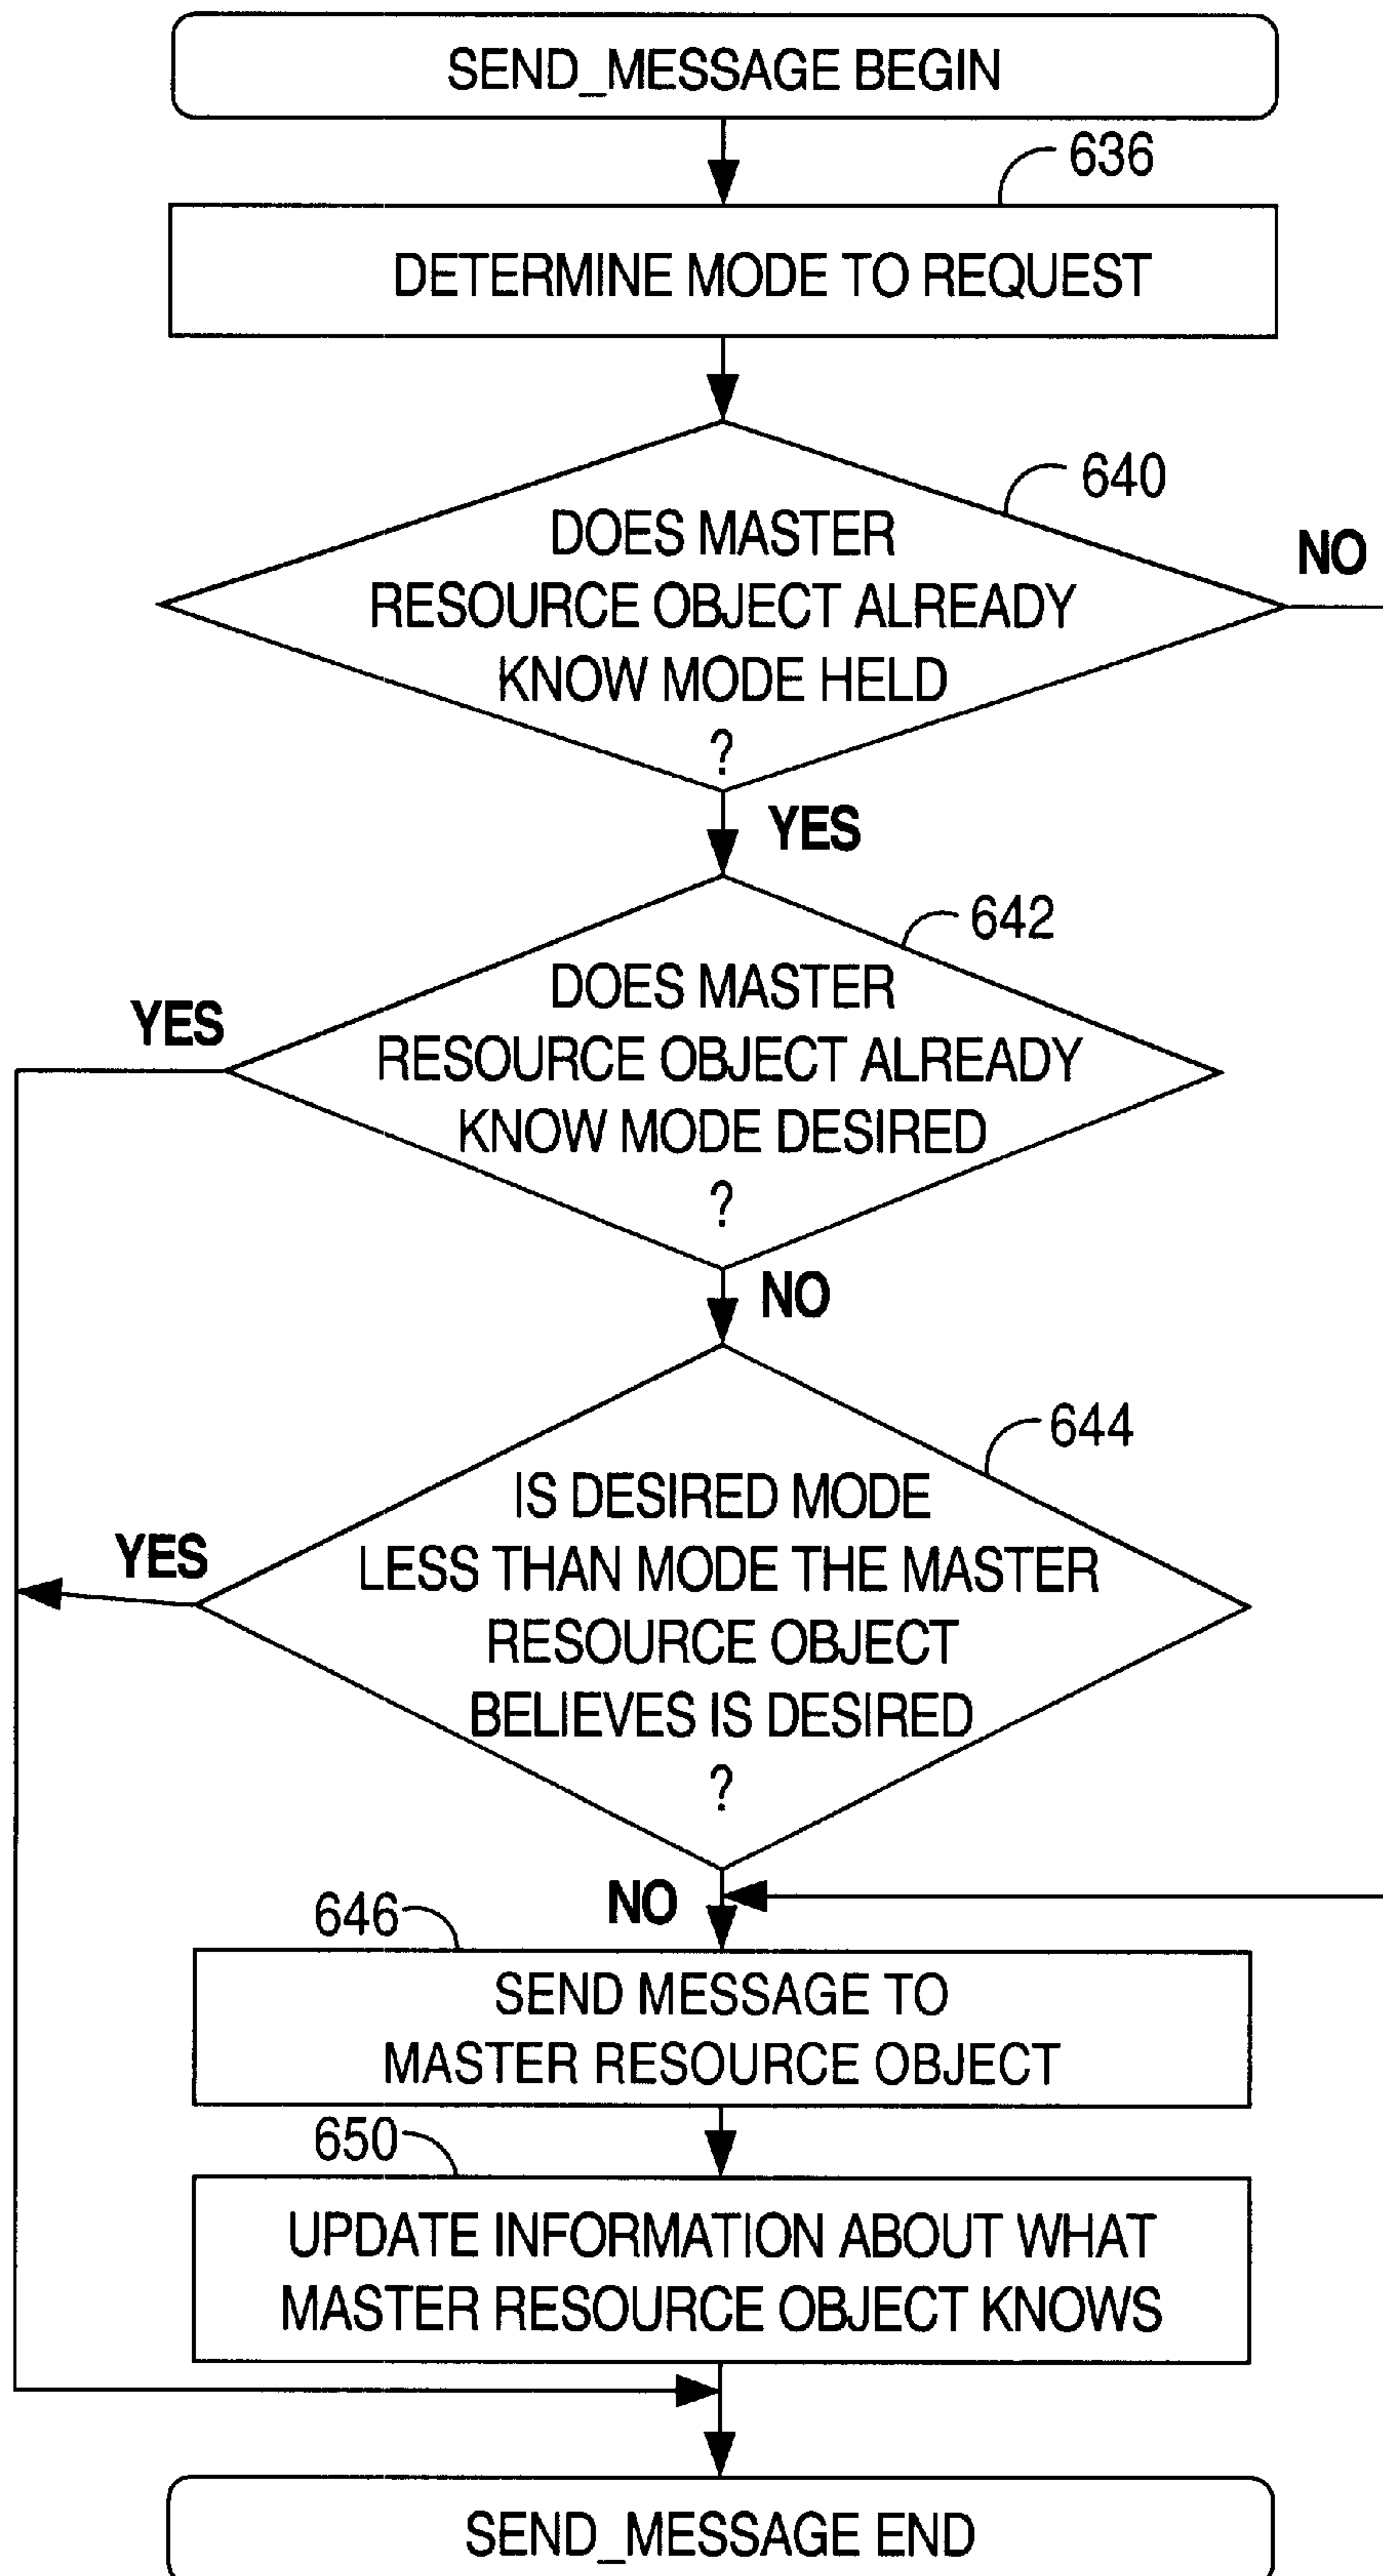 SEND_MESSAGE BEGIN
636
DETERMINE MODE TO REQUEST
640
DOES MASTER
RESOURCE OBJECT ALREADY
KNOW MODE HELD
?
NO
YES
642
DOES MASTER
RESOURCE OBJECT ALREADY
KNOW MODE DESIRED
?
YES
NO
644
IS DESIRED MODE
LESS THAN MODE THE MASTER
RESOURCE OBJECT
BELIEVES IS DESIRED
?
YES
NO
646
SEND MESSAGE TO
MASTER RESOURCE OBJECT
650
UPDATE INFORMATION ABOUT WHAT
MASTER RESOURCE OBJECT KNOWS
SEND_MESSAGE END